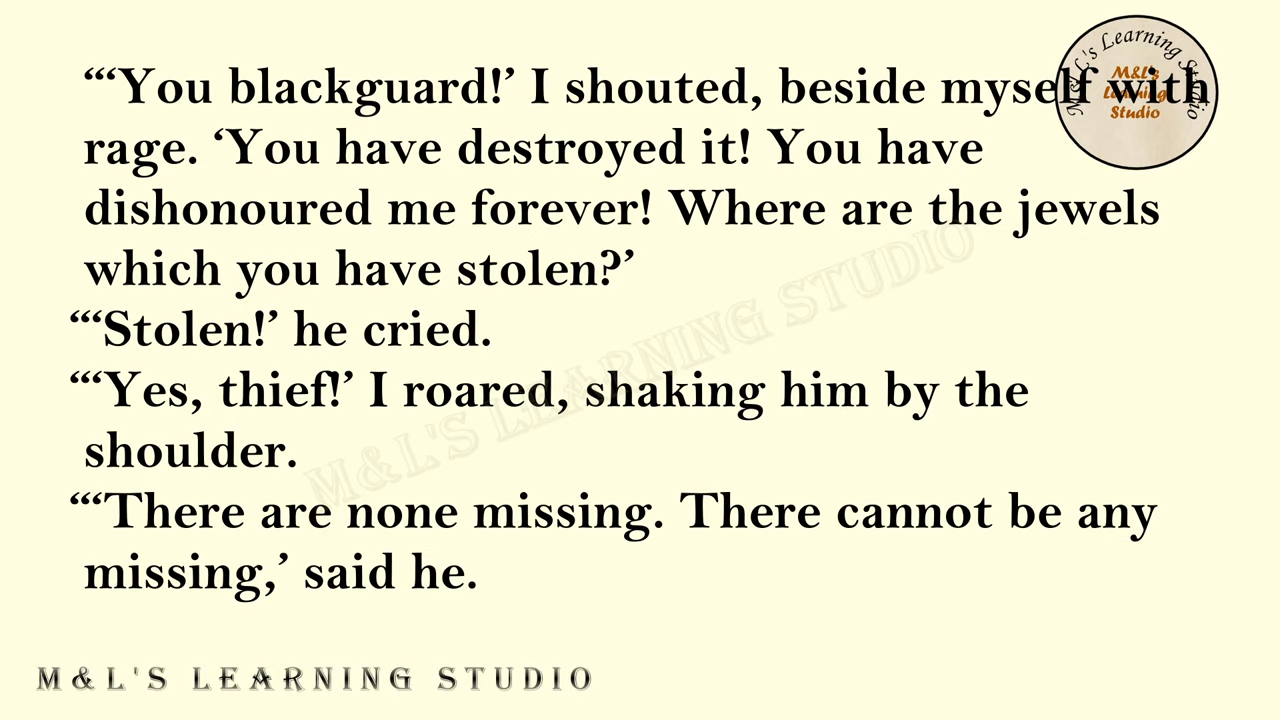 “‘You blackguard!’ I shouted, beside myself with
rage. ‘You have destroyed it! You have
dishonoured me forever! Where are the jewels
which you have stolen?’
“‘Stolen!’ he cried.
“‘Yes, thief!’ I roared, shaking him by the
shoulder.
“‘There are none missing. There cannot be any
missing,’ said he.
M&L's Learning Studio
M&L's
Learning
Studio
M&L'S LEARNING STUDIO
M&L'S LEARNING STUDIO